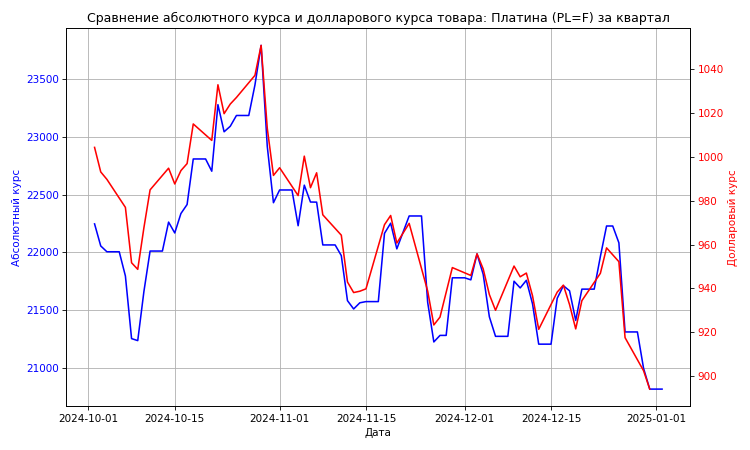 Сравнение абсолютного курса и долларового курса товара: Платина (PL=F) за квартал
23500
23000
22500
22000
21500
21000
Абсолютный курс
1040
1020
1000
980
960
940
920
900
Долларовый курс
2024-10-01 2024-10-15 2024-11-01 2024-11-15 2024-12-01 2024-12-15 2025-01-01
Дата